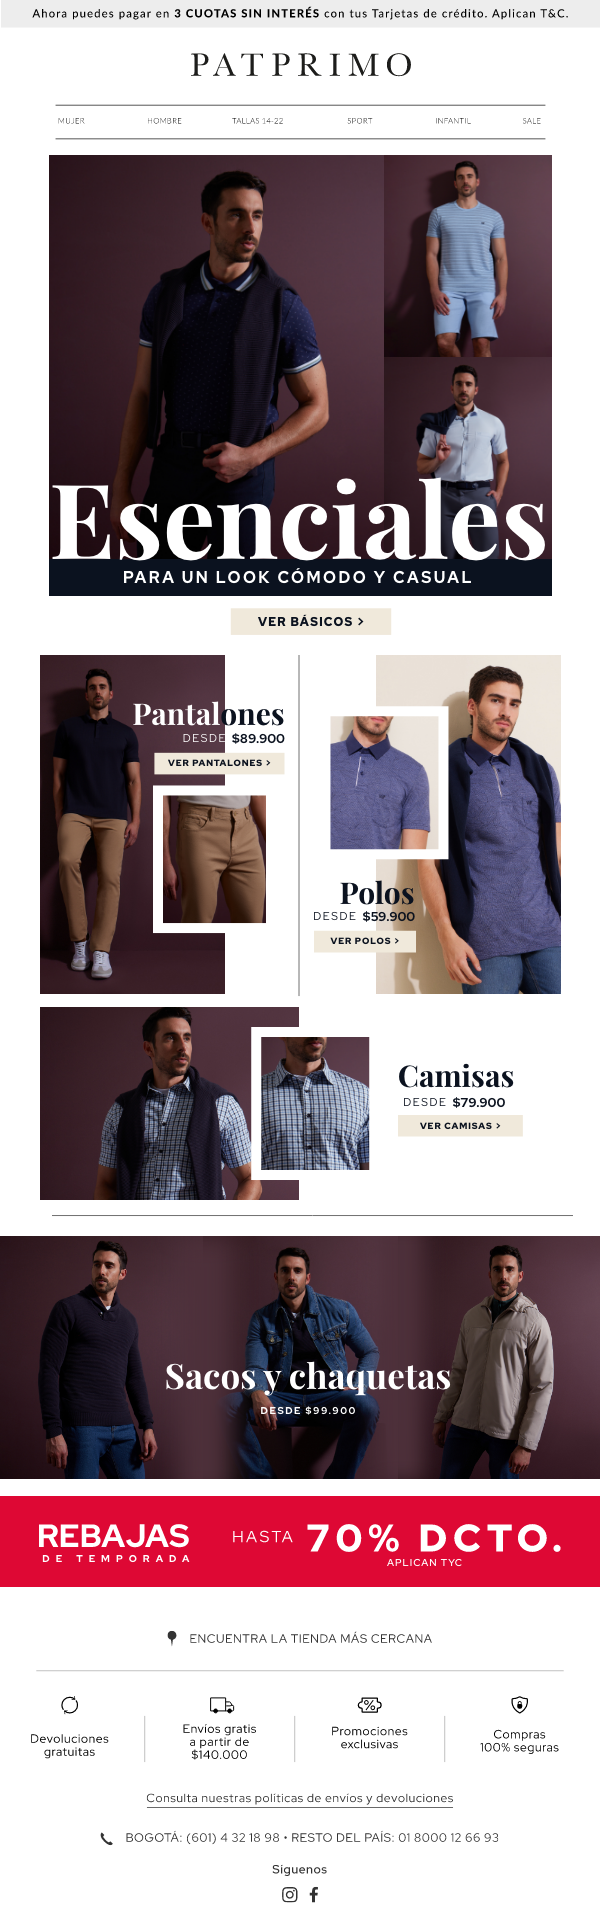 Ahora puedes pagar en 3 CUOTAS SIN INTERÉS con tus Tarjetas de crédito. Aplican T&C.
PATPRIMO
MUJER HOMBRE TALLAS 14-22 SPORT INFANTIL SALE
Esenciales
PARA UN LOOK CÓMODO Y CASUAL
VER BÁSICOS >
Pantalones
DESDE $89.900
VER PANTALONES >
Polos
DESDE $59.900
VER POLOS >
Camisas
DESDE $79.900
VER CAMISAS >
Sacos y chaquetas
DESDE $99.900
REBAJAS
DE TEMPORADA
HASTA 70% DCTO.
APLICAN TYC
ENCUENTRA LA TIENDA MÁS CERCANA
Devoluciones
gratuitas
Envíos gratis
a partir de
$140.000
Promociones
exclusivas
Compras
100% seguras
Consulta nuestras políticas de envíos y devoluciones
BOGOTÁ: (601) 4 32 18 98 • RESTO DEL PAÍS: 01 8000 12 66 93
Síguenos